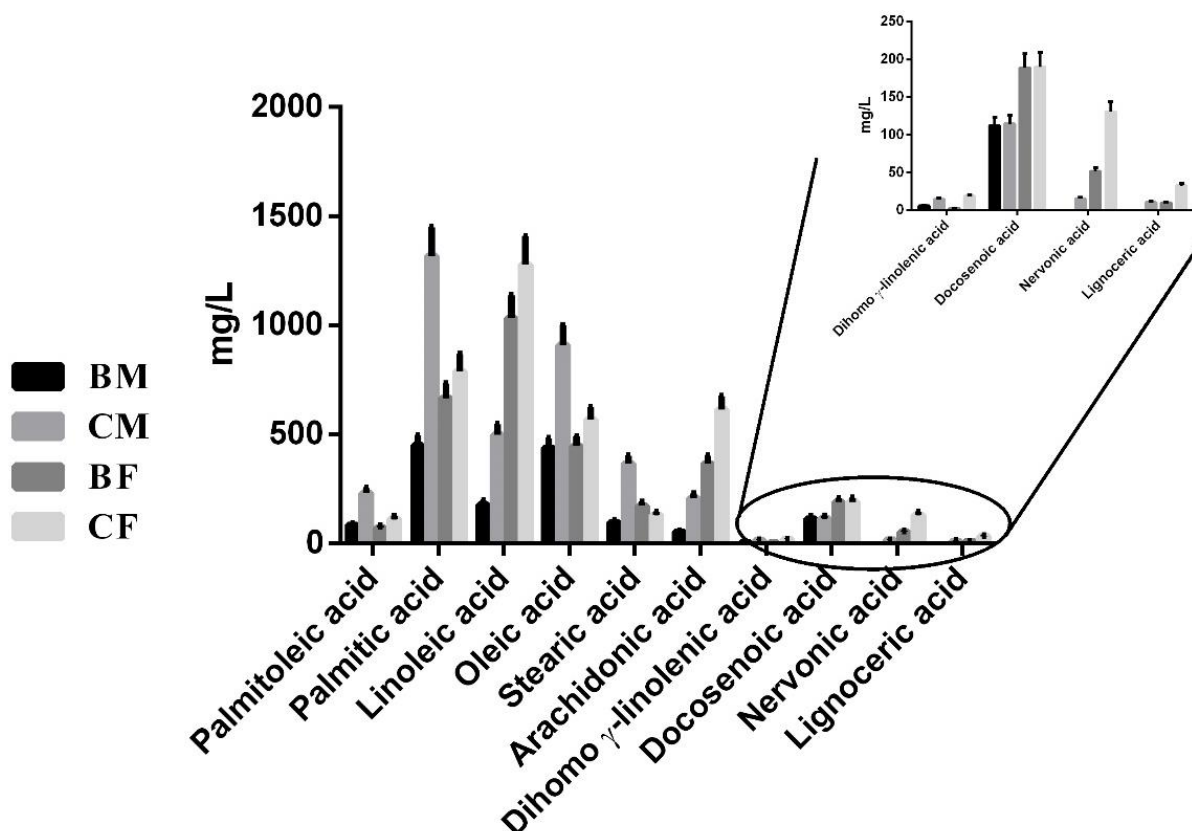 250
200
150
100
50
0
mg/L
Dihomo γ-linolenic acid
Docosenoic acid
Nervonic acid
Lignoceric acid
2000
1500
1000
500
0
mg/L
BM
CM
BF
CF
Palmitoleic acid
Palmitic acid
Linoleic acid
Oleic acid
Stearic acid
Arachidonic acid
Dihomo γ-linolenic acid
Docosenoic acid
Nervonic acid
Lignoceric acid